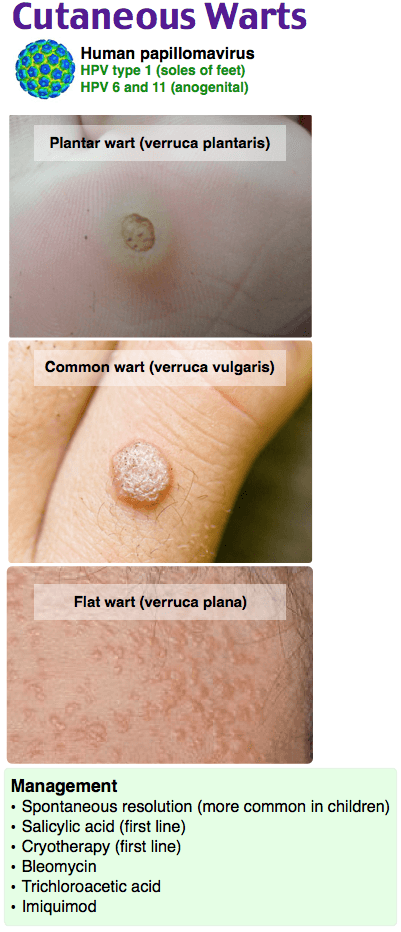 Cutaneous Warts
Human papillomavirus
HPV type 1 (soles of feet)
HPV 6 and 11 (anogenital)
Plantar wart (verruca plantaris)
Common wart (verruca vulgaris)
Flat wart (verruca plana)
Management
• Spontaneous resolution (more common in children)
• Salicylic acid (first line)
• Cryotherapy (first line)
• Bleomycin
• Trichloroacetic acid
• Imiquimod